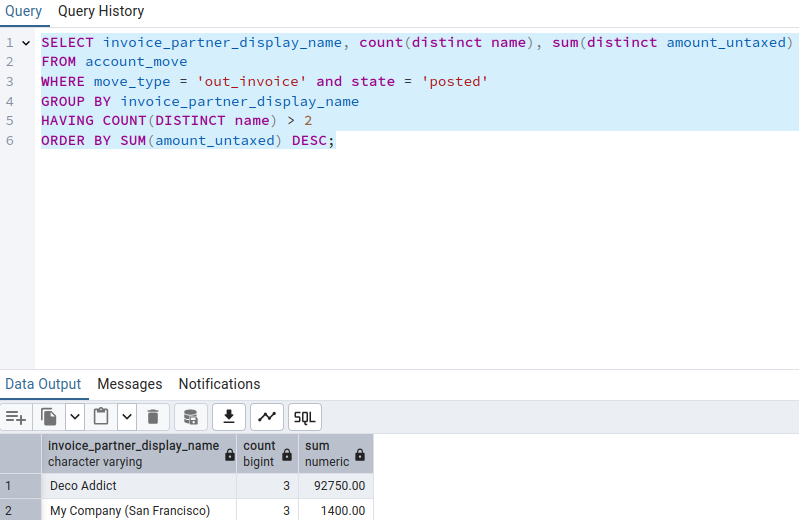 Query Query History
1 SELECT invoice_partner_display_name, count(distinct name), sum(distinct amount_untaxed)
2 FROM account_move
3 WHERE move_type = 'out_invoice' and state = 'posted'
4 GROUP BY invoice_partner_display_name
5 HAVING COUNT(DISTINCT name) > 2
6 ORDER BY SUM(amount_untaxed) DESC;
Data Output Messages Notifications
SQL
invoice_partner_display_name count sum
character varying bigint numeric
1 Deco Addict 3 92750.00
2 My Company (San Francisco) 3 1400.00